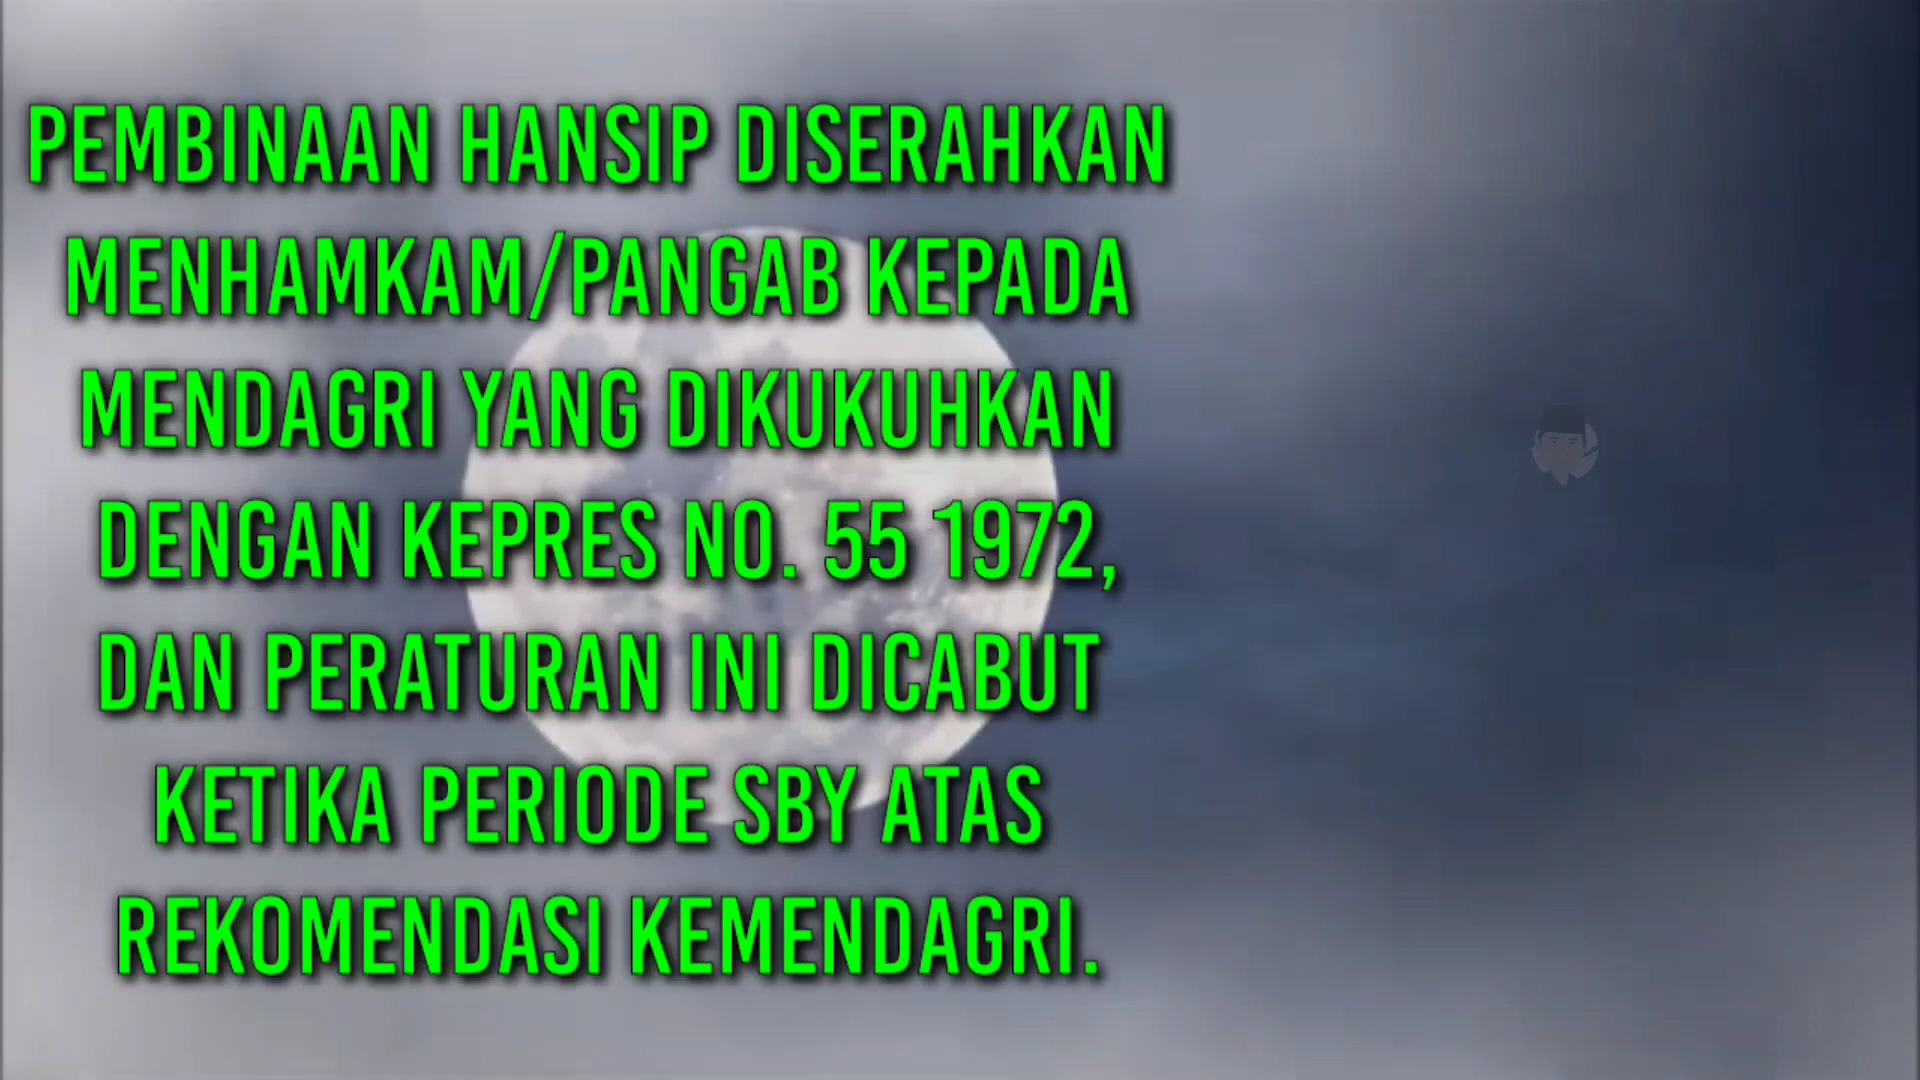 PEMBINAAN HANSIP DISERAHKAN
MENHAMKAM/PANGAB KEPADA
MENDAGRI YANG DIKUKUHKAN
DENGAN KEPRES NO. 55 1972,
DAN PERATURAN INI DICABUT
KETIKA PERIODE SBY ATAS
REKOMENDASI KEMENDAGRI.